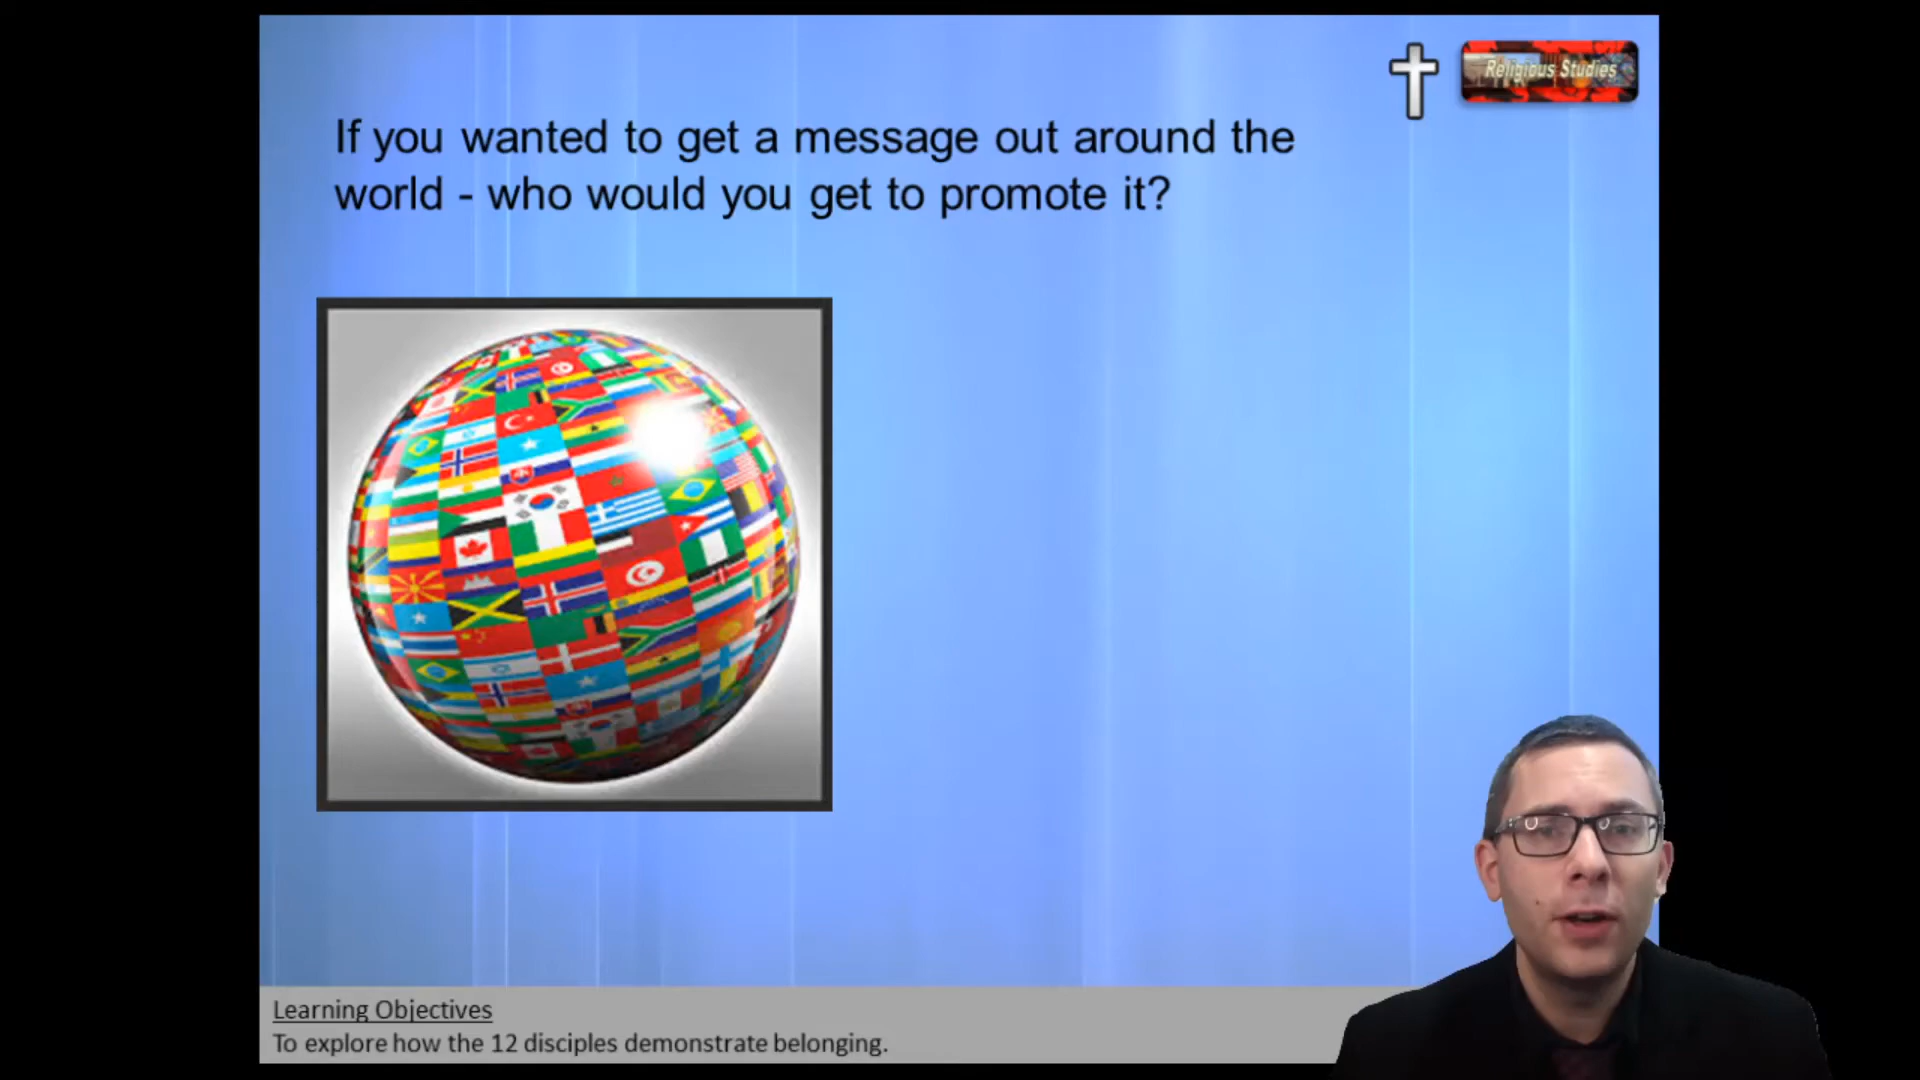 Religious Studies
If you wanted to get a message out around the
world - who would you get to promote it?
Learning Objectives
To explore how the 12 disciples demonstrate belonging.